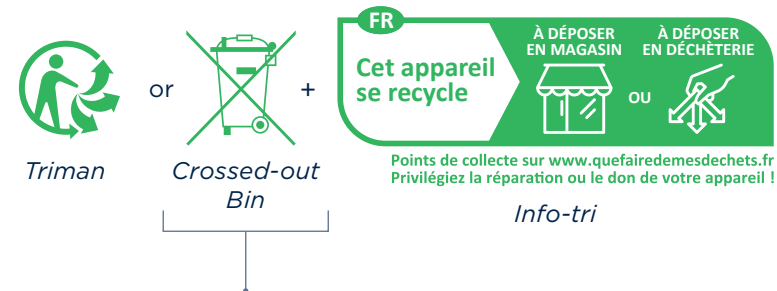 FR
Cet appareil
se recycle
À DÉPOSER
EN MAGASIN
OU
À DÉPOSER
EN DÉCHÈTERIE
or
+
Points de collecte sur www.quefairedemesdechets.fr
Privilégiez la réparation ou le don de votre appareil !
Triman
Crossed-out
Bin
Info-tri